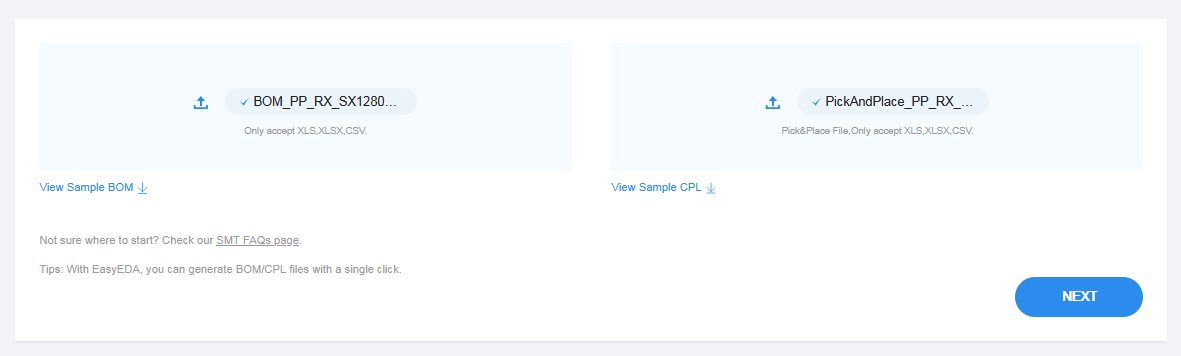 BOM_PP_RX_SX1280...
Only accept XLS,XLSX,CSV.
View Sample BOM
PickAndPlace_PP_RX_...
Pick&Place File,Only accept XLS,XLSX,CSV.
View Sample CPL
Not sure where to start? Check our SMT FAQs page.
Tips: With EasyEDA, you can generate BOM/CPL files with a single click.
NEXT